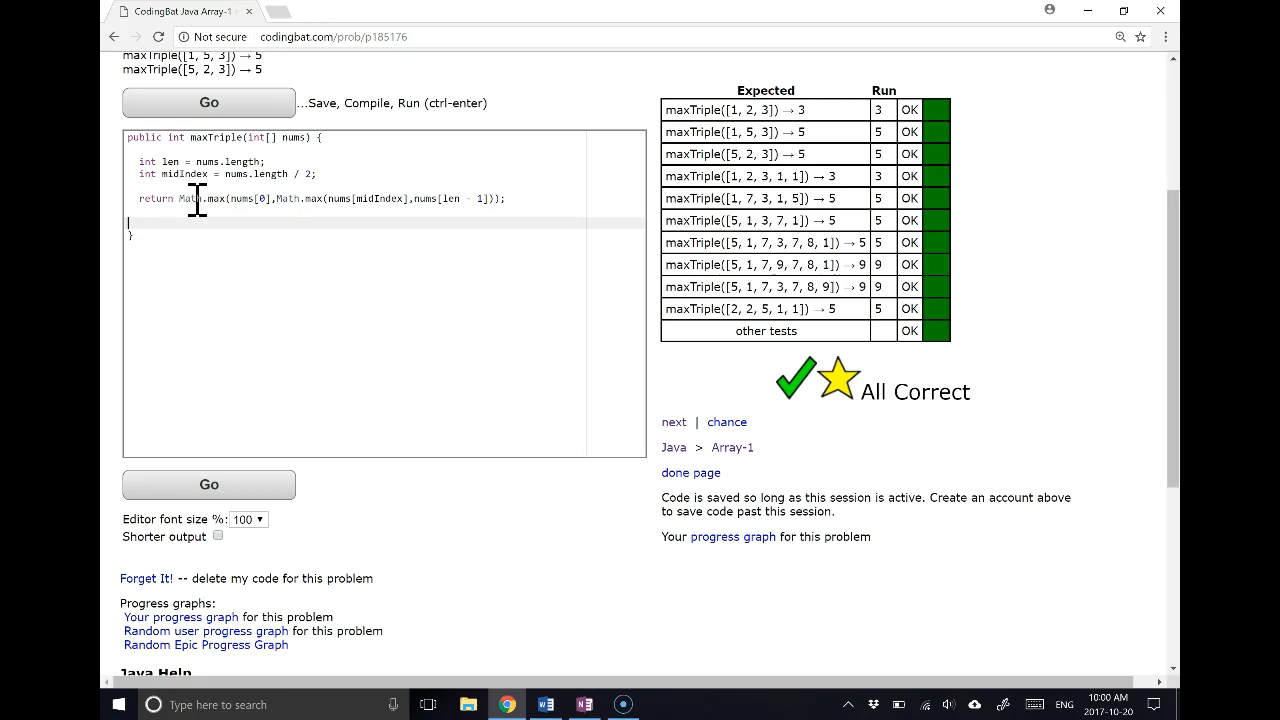 CodingBat Java Array-1
Not secure codingbat.com/prob/p185176
maxTriple([1, 5, 3]) → 5
maxTriple([5, 2, 3]) → 5
Go ...Save, Compile, Run (ctrl-enter)
public int maxTriple(int[] nums) {
int len = nums.length;
int midIndex = nums.length / 2;
return Math.max(nums[0],Math.max(nums[midIndex],nums[len - 1]));
}
Go
Editor font size %: 100
Shorter output
Forget It! -- delete my code for this problem
Progress graphs:
Your progress graph for this problem
Random user progress graph for this problem
Random Epic Progress Graph
Java Help
Expected Run
maxTriple([1, 2, 3]) → 3 3 OK
maxTriple([1, 5, 3]) → 5 5 OK
maxTriple([5, 2, 3]) → 5 5 OK
maxTriple([1, 2, 3, 1, 1]) → 3 3 OK
maxTriple([1, 7, 3, 1, 5]) → 5 5 OK
maxTriple([5, 1, 3, 7, 1]) → 5 5 OK
maxTriple([5, 1, 7, 3, 7, 8, 1]) → 5 5 OK
maxTriple([5, 1, 7, 9, 7, 8, 1]) → 9 9 OK
maxTriple([5, 1, 7, 3, 7, 8, 9]) → 9 9 OK
maxTriple([2, 2, 5, 1, 1]) → 5 5 OK
other tests OK
All Correct
next | chance
Java > Array-1
done page
Code is saved so long as this session is active. Create an account above
to save code past this session.
Your progress graph for this problem
Type here to search
ENG
10:00 AM
2017-10-20